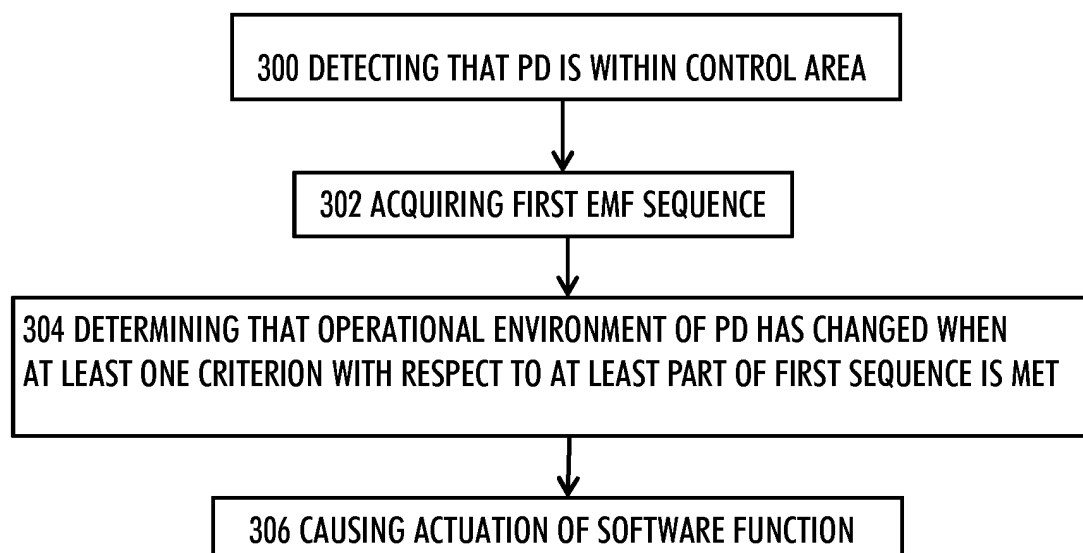 300 DETECTING THAT PD IS WITHIN CONTROL AREA
302 ACQUIRING FIRST EMF SEQUENCE
304 DETERMINING THAT OPERATIONAL ENVIRONMENT OF PD HAS CHANGED WHEN
AT LEAST ONE CRITERION WITH RESPECT TO AT LEAST PART OF FIRST SEQUENCE IS MET
306 CAUSING ACTUATION OF SOFTWARE FUNCTION